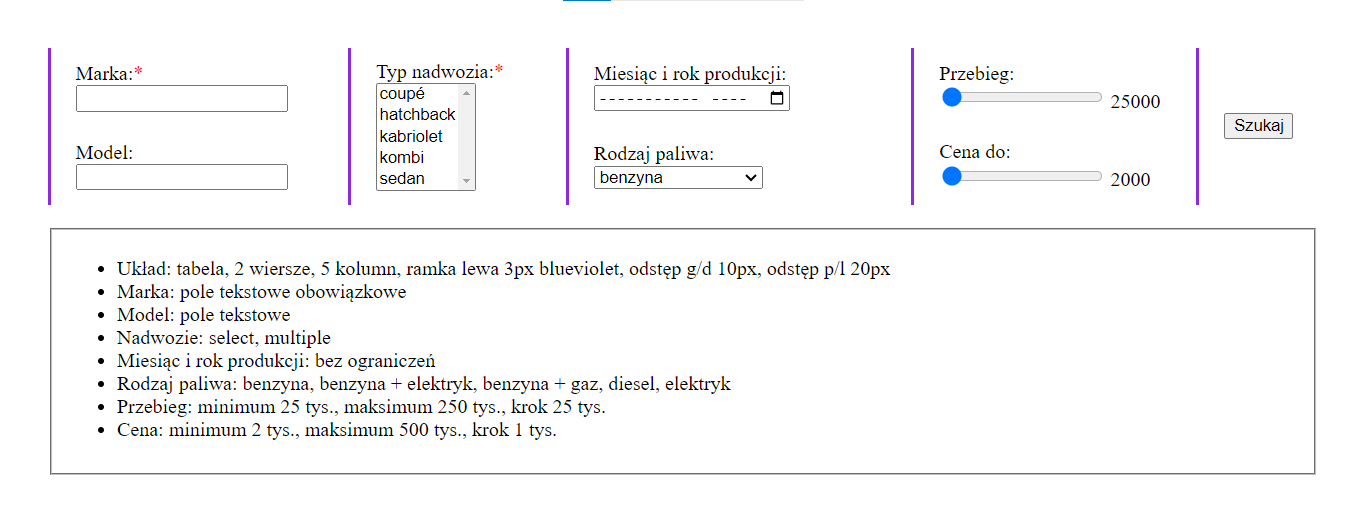 Marka:*
Model:
Typ nadwozia:*
coupé
hatchback
kabriolet
kombi
sedan
Miesiąc i rok produkcji:
----------- ----
Rodzaj paliwa:
benzyna
Przebieg:
25000
Cena do:
2000
Szukaj
Układ: tabela, 2 wiersze, 5 kolumn, ramka lewa 3px blueviolet, odstęp g/d 10px, odstęp p/l 20px
Marka: pole tekstowe obowiązkowe
Model: pole tekstowe
Nadwozie: select, multiple
Miesiąc i rok produkcji: bez ograniczeń
Rodzaj paliwa: benzyna, benzyna + elektryk, benzyna + gaz, diesel, elektryk
Przebieg: minimum 25 tys., maksimum 250 tys., krok 25 tys.
Cena: minimum 2 tys., maksimum 500 tys., krok 1 tys.